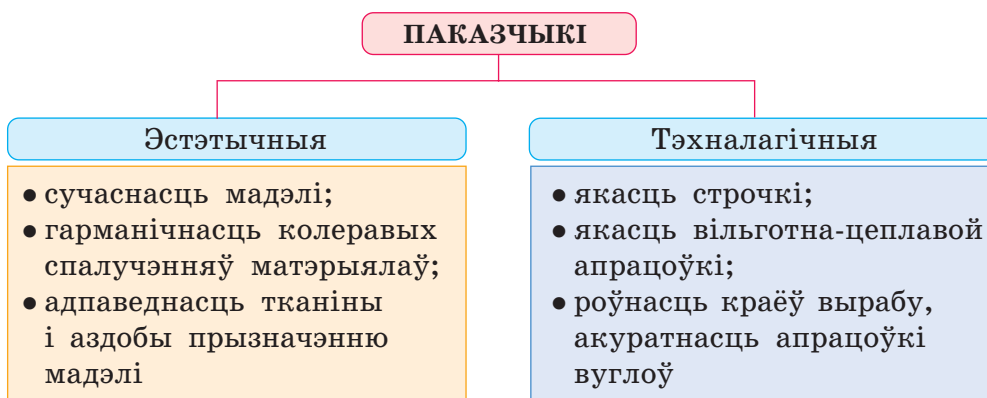 ПАКАЗЧЫКІ
Эстэтычныя
• сучаснасць мадэлі;
• гарманічнасць колеравых
спалучэнняў матэрыялаў;
• адпаведнасць тканіны
і аздобы прызначэнню
мадэлі
Тэхналагічныя
• якасць строчкі;
• якасць вільготна-цеплавой
апрацоўкі;
• роўнасць краёў вырабу,
акуратнасць апрацоўкі
вуглоў